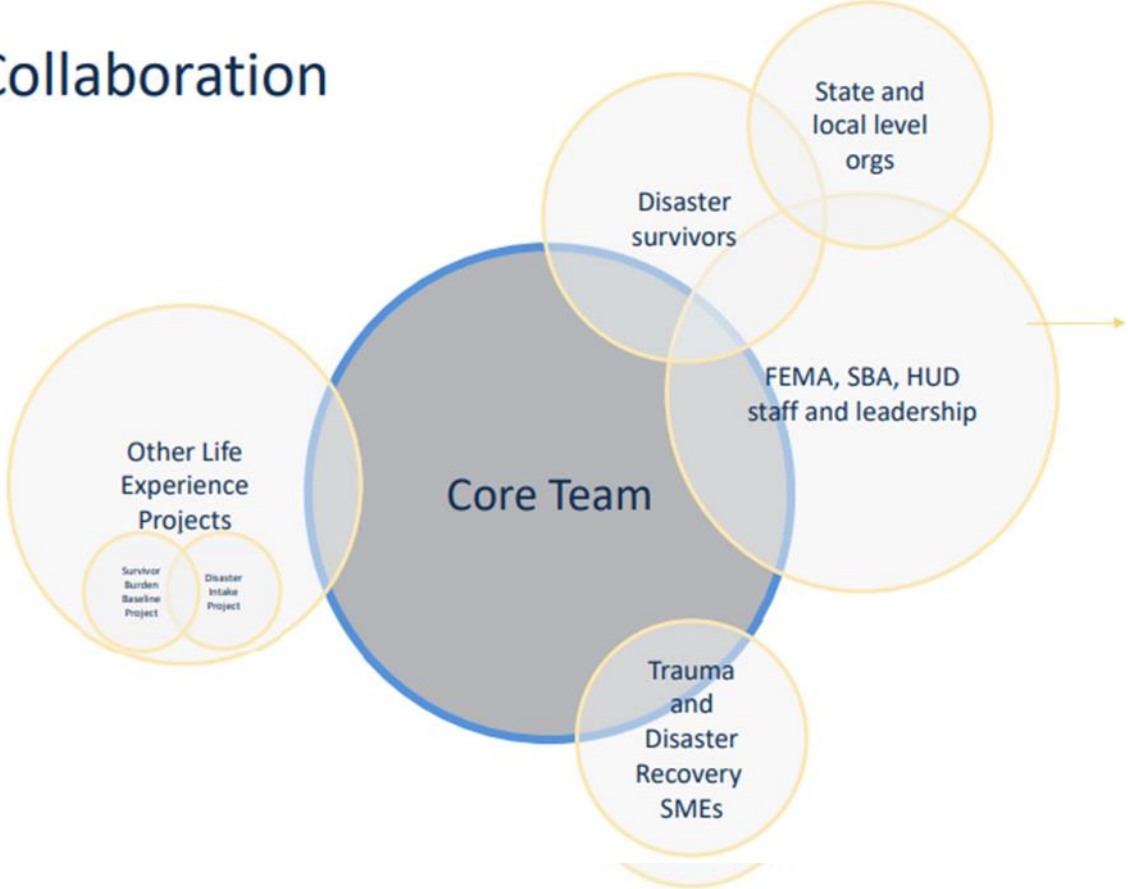 Collaboration
State and
local level
orgs
Disaster
survivors
FEMA, SBA, HUD
staff and leadership
Other Life
Experience
Projects
Core Team
Survivor
Burden
Baseline
Project
Disaster
Intake
Project
Trauma
and
Disaster
Recovery
SMEs